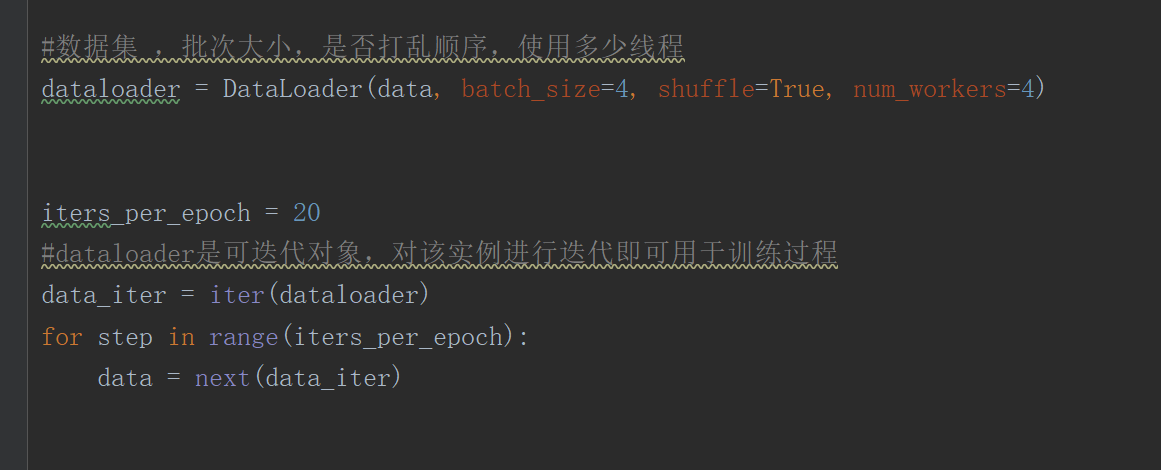 #数据集 ，批次大小，是否打乱顺序，使用多少线程
dataloader = DataLoader(data, batch_size=4, shuffle=True, num_workers=4)
iters_per_epoch = 20
#dataloader是可迭代对象，对该实例进行迭代即可用于训练过程
data_iter = iter(dataloader)
for step in range(iters_per_epoch):
    data = next(data_iter)